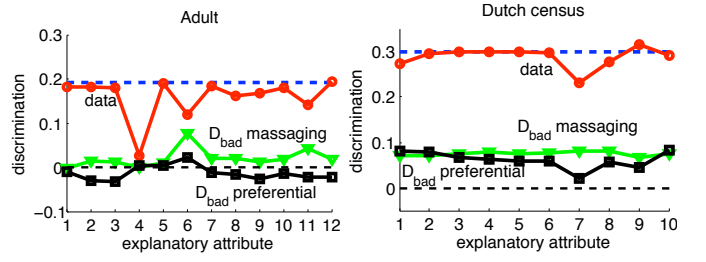 Adult
discrimination
0.3
0.2
0.1
0
−0.1
data
D_bad massaging
D_bad preferential
1 2 3 4 5 6 7 8 9 10 11 12
explanatory attribute
Dutch census
discrimination
0.3
0.2
0.1
0
data
D_bad massaging
D_bad preferential
1 2 3 4 5 6 7 8 9 10
explanatory attribute